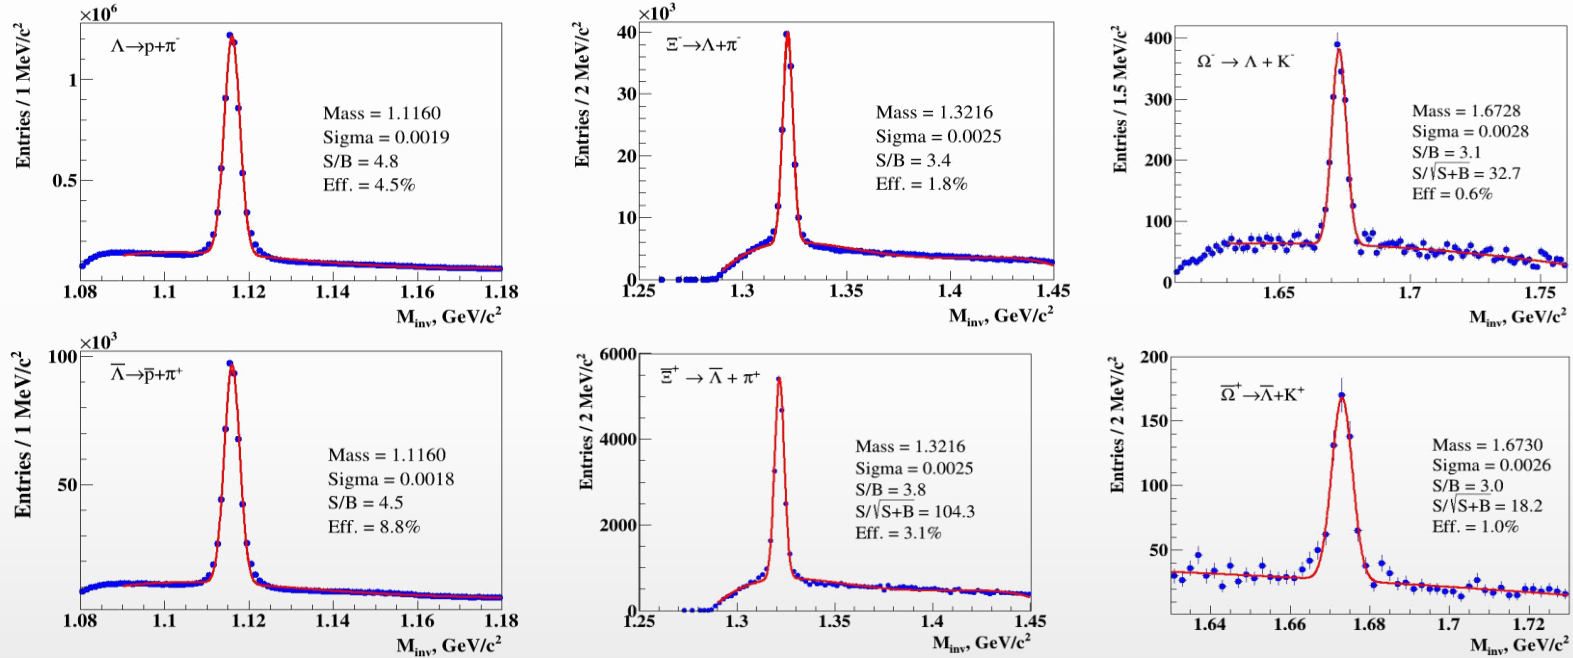 ×10⁶
Entries / 1 MeV/c²
Λ→p+π⁻
1
0.5
Mass = 1.1160
Sigma = 0.0019
S/B = 4.8
Eff. = 4.5%
1.08 1.1 1.12 1.14 1.16 1.18
M_inv, GeV/c²
×10³
Entries / 2 MeV/c²
Ξ⁻→Λ+π⁻
40
30
20
10
0
Mass = 1.3216
Sigma = 0.0025
S/B = 3.4
Eff. = 1.8%
1.25 1.3 1.35 1.4 1.45
M_inv, GeV/c²
Entries / 1.5 MeV/c²
Ω⁻ → Λ + K⁻
400
300
200
100
0
Mass = 1.6728
Sigma = 0.0028
S/B = 3.1
S/√S+B = 32.7
Eff = 0.6%
1.65 1.7 1.75
M_inv, GeV/c²
×10³
Entries / 1 MeV/c²
Λ̅→p̅+π⁺
100
50
Mass = 1.1160
Sigma = 0.0018
S/B = 4.5
Eff. = 8.8%
1.08 1.1 1.12 1.14 1.16 1.18
M_inv, GeV/c²
Entries / 2 MeV/c²
Ξ̅⁺ → Λ̅ + π⁺
6000
4000
2000
0
Mass = 1.3216
Sigma = 0.0025
S/B = 3.8
S/√S+B = 104.3
Eff. = 3.1%
1.25 1.3 1.35 1.4 1.45
M_inv, GeV/c²
Entries / 2 MeV/c²
Ω̅⁺→Λ̅+K⁺
200
150
100
50
Mass = 1.6730
Sigma = 0.0026
S/B = 3.0
S/√S+B = 18.2
Eff. = 1.0%
1.64 1.66 1.68 1.7 1.72
M_inv, GeV/c²